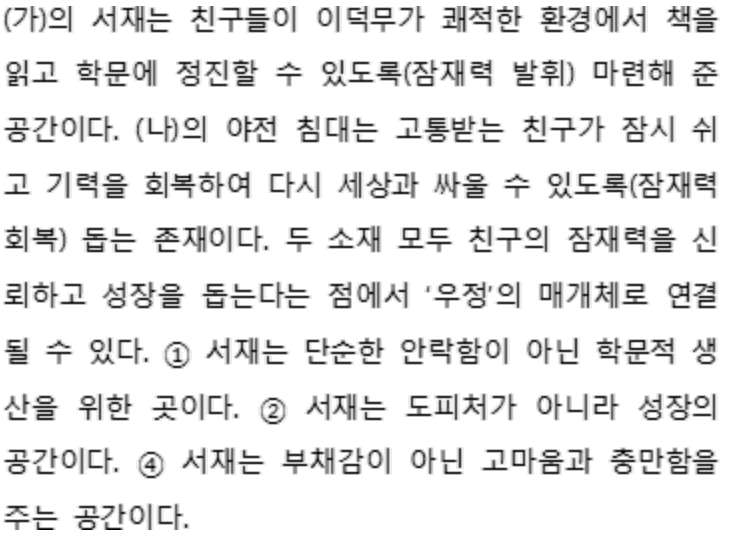 (가)의 서재는 친구들이 이덕무가 쾌적한 환경에서 책을
읽고 학문에 정진할 수 있도록(잠재력 발휘) 마련해 준
공간이다. (나)의 야전 침대는 고통받는 친구가 잠시 쉬
고 기력을 회복하여 다시 세상과 싸울 수 있도록(잠재력
회복) 돕는 존재이다. 두 소재 모두 친구의 잠재력을 신
뢰하고 성장을 돕는다는 점에서 ‘우정’의 매개체로 연결
될 수 있다. ① 서재는 단순한 안락함이 아닌 학문적 생
산을 위한 곳이다. ② 서재는 도피처가 아니라 성장의
공간이다. ④ 서재는 부채감이 아닌 고마움과 충만함을
주는 공간이다.